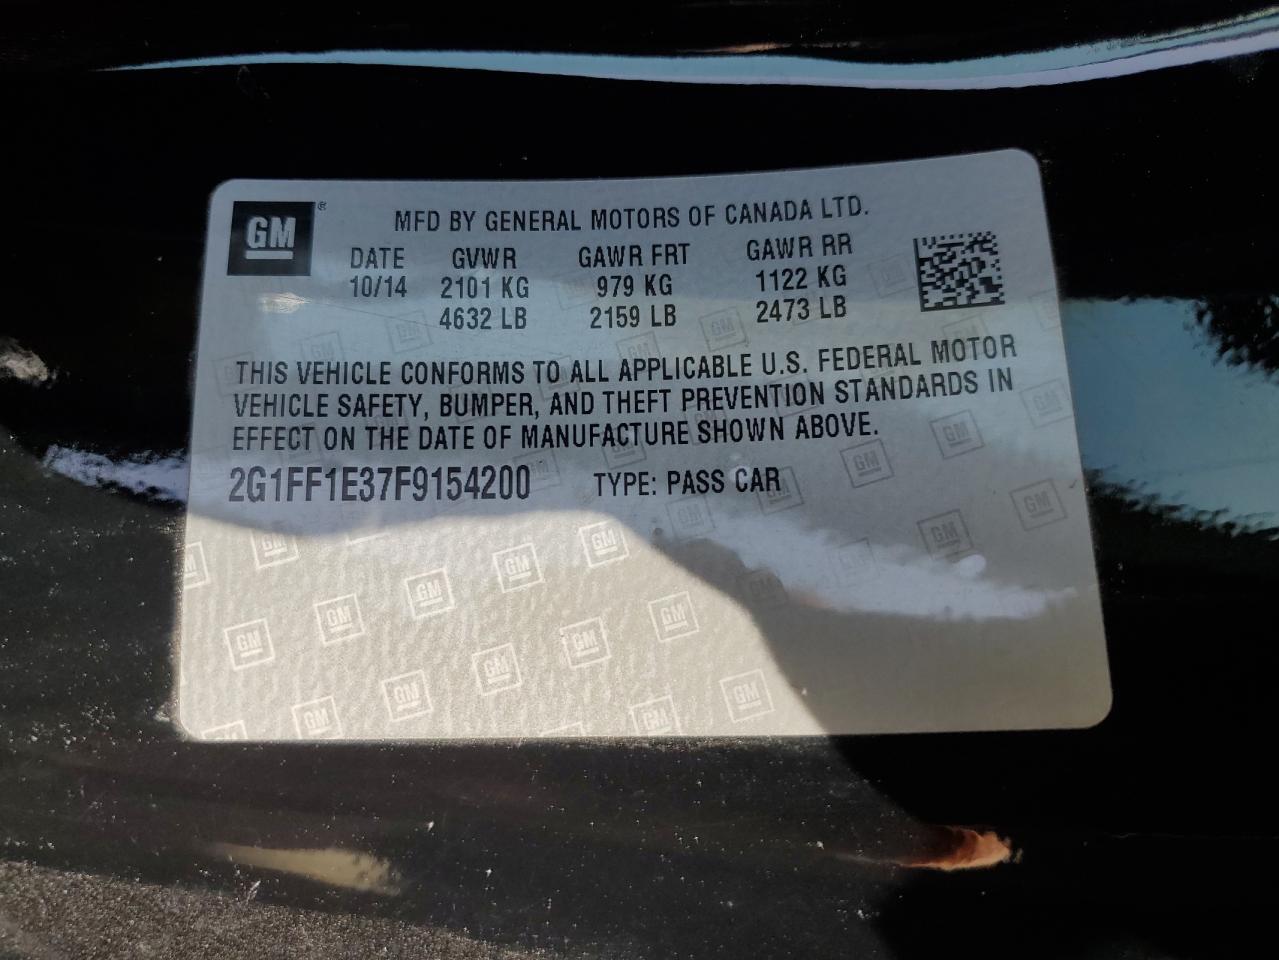 GM ®
MFD BY GENERAL MOTORS OF CANADA LTD.
DATE GVWR GAWR FRT GAWR RR
10/14 2101 KG 979 KG 1122 KG
4632 LB 2159 LB 2473 LB
THIS VEHICLE CONFORMS TO ALL APPLICABLE U.S. FEDERAL MOTOR
VEHICLE SAFETY, BUMPER, AND THEFT PREVENTION STANDARDS IN
EFFECT ON THE DATE OF MANUFACTURE SHOWN ABOVE.
2G1FF1E37F9154200 TYPE: PASS CAR